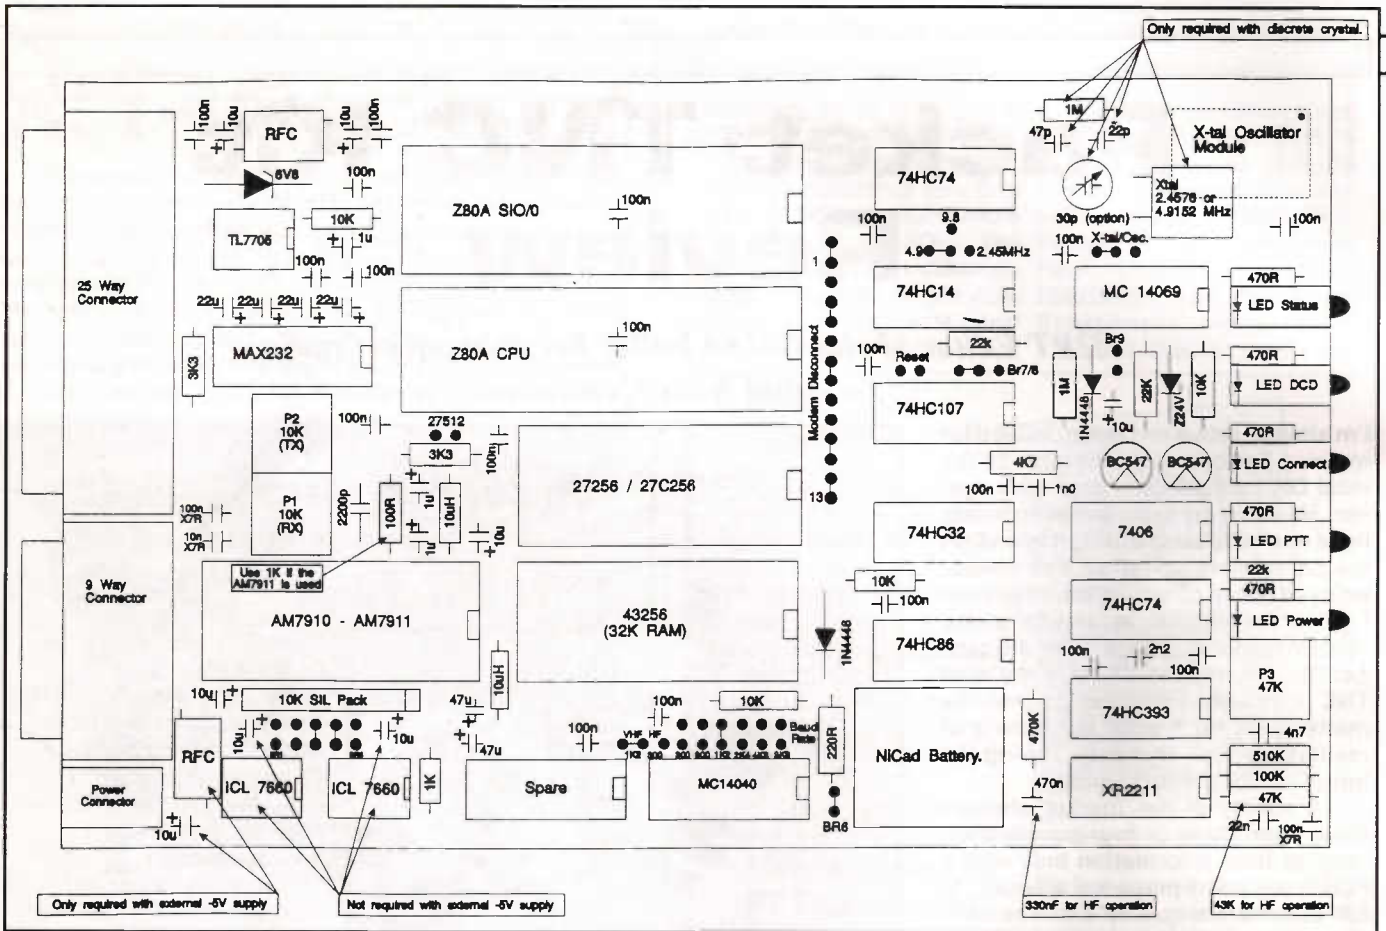 Only required with discrete crystal.
100n
10u
RFC
10u
100n
1M
47p
22p
X-tal Oscillator
Module
6V8
100n
Z80A SIO/0
100n
74HC74
30p (option)
Xtal
2.4576 or
4.9152 MHz
100n
TL7705
10K
1u
100n
100n
100n
9.8
4.9
2.45MHz
100n
X-tal/Osc.
1
25 Way
Connector
22u
22u
22u
22u
74HC14
MC 14069
470R
LED Status
3K3
MAX232
Z80A CPU
100n
Modem Disconnect
22k
100n
Reset
Br7/8
Br9
1M
1N4448
10u
22K
Z24V
10K
470R
LED DCD
P2
10K
(TX)
100n
27512
3K3
100n
74HC107
470R
LED Connect
4K7
BC547
BC547
100n
1n0
P1
10K
(RX)
2200p
100R
1u
1u
10uH
10u
27256 / 27C256
13
100n
X7R
10n
X7R
74HC32
7406
470R
LED PTT
Use 1K if the
AM7911 is used
9 Way
Connector
AM7910 - AM7911
43256
(32K RAM)
10K
100n
22k
470R
74HC74
LED Power
1N4448
74HC86
10uH
100n
2n2
100n
P3
47K
10u
10K SIL Pack
47u
47u
100n
10K
74HC393
10u
10u
100n
VHF HF
Baud
Rate
220R
NiCad Battery.
470K
4n7
RFC
ICL 7660
ICL 7660
1K
Spare
MC14040
510K
100K
47K
Power
Connector
470n
XR2211
10u
BR6
22n
100n
X7R
Only required with external -5V supply
Not required with external -5V supply
330nF for HF operation
43K for HF operation